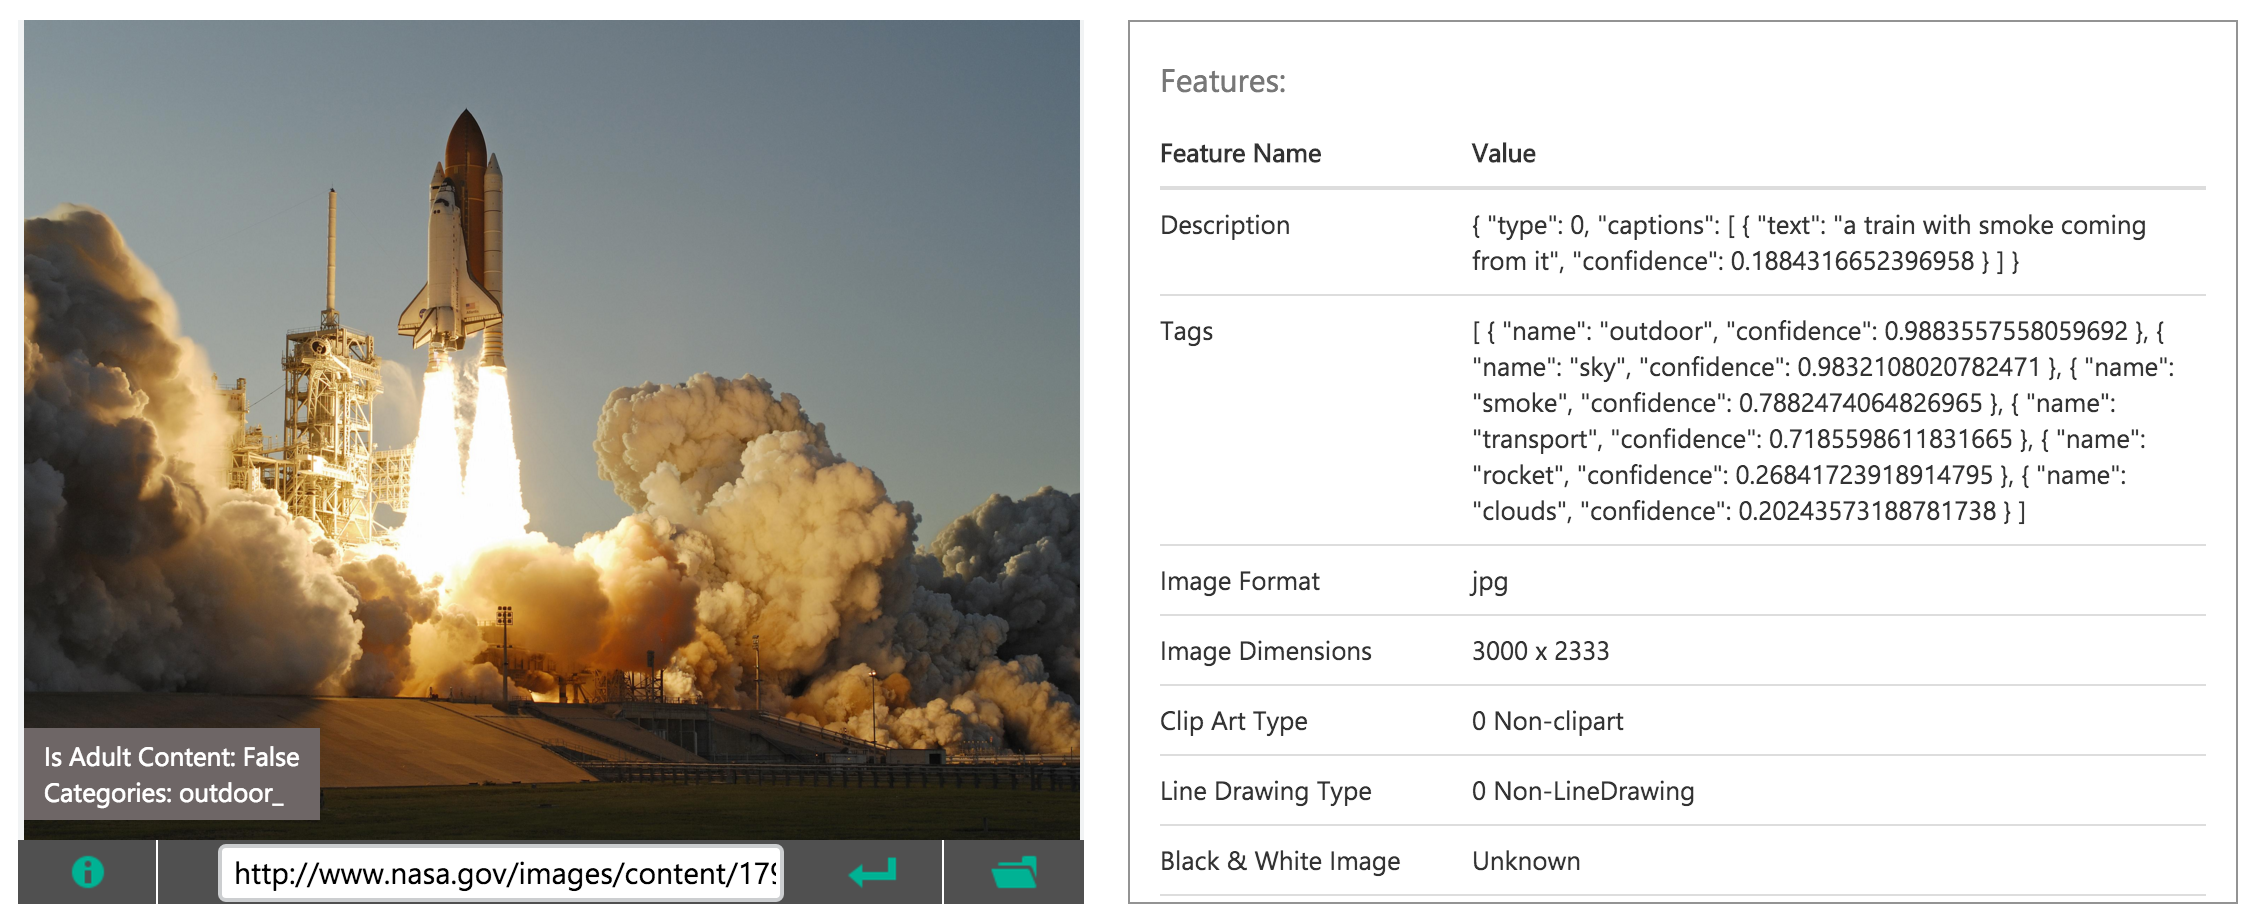 Is Adult Content: False
Categories: outdoor_
http://www.nasa.gov/images/content/179
Features:
Feature Name Value
Description { "type": 0, "captions": [ { "text": "a train with smoke coming
from it", "confidence": 0.1884316652396958 } ] }
Tags [ { "name": "outdoor", "confidence": 0.9883557558059692 }, {
"name": "sky", "confidence": 0.9832108020782471 }, { "name":
"smoke", "confidence": 0.7882474064826965 }, { "name":
"transport", "confidence": 0.7185598611831665 }, { "name":
"rocket", "confidence": 0.26841723918914795 }, { "name":
"clouds", "confidence": 0.20243573188781738 } ]
Image Format jpg
Image Dimensions 3000 x 2333
Clip Art Type 0 Non-clipart
Line Drawing Type 0 Non-LineDrawing
Black & White Image Unknown